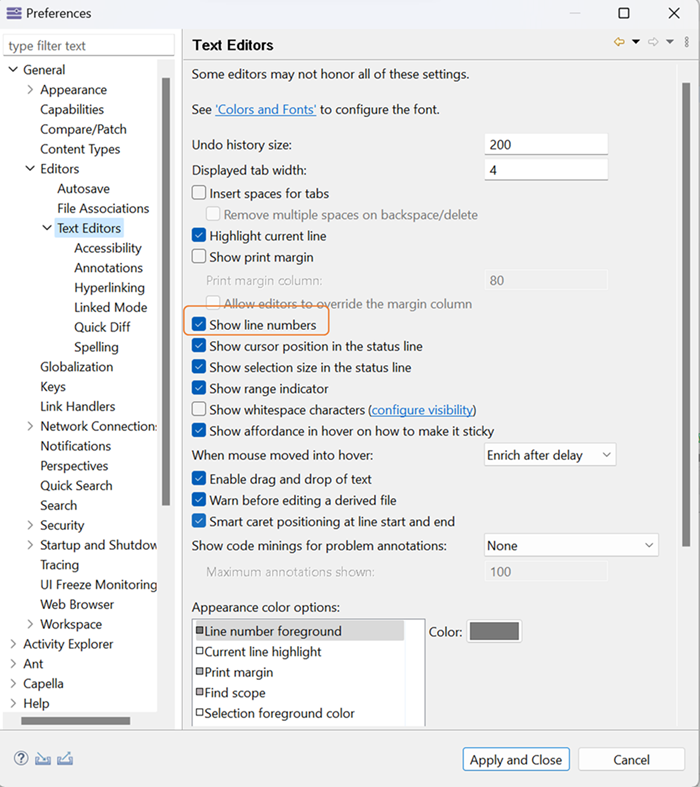 Preferences
type filter text
General
Appearance
Capabilities
Compare/Patch
Content Types
Editors
Autosave
File Associations
Text Editors
Accessibility
Annotations
Hyperlinking
Linked Mode
Quick Diff
Spelling
Globalization
Keys
Link Handlers
Network Connection
Notifications
Perspectives
Quick Search
Search
Security
Startup and Shutdow
Tracing
UI Freeze Monitoring
Web Browser
Workspace
Activity Explorer
Ant
Capella
Help
Text Editors
Some editors may not honor all of these settings.
See 'Colors and Fonts' to configure the font.
Undo history size: 200
Displayed tab width: 4
Insert spaces for tabs
Remove multiple spaces on backspace/delete
Highlight current line
Show print margin
Print margin column: 80
Allow editors to override the margin column
Show line numbers
Show cursor position in the status line
Show selection size in the status line
Show range indicator
Show whitespace characters (configure visibility)
Show affordance in hover on how to make it sticky
When mouse moved into hover: Enrich after delay
Enable drag and drop of text
Warn before editing a derived file
Smart caret positioning at line start and end
Show code minings for problem annotations: None
Maximum annotations shown: 100
Appearance color options:
Line number foreground
Current line highlight
Print margin
Find scope
Selection foreground color
Color:
Apply and Close
Cancel